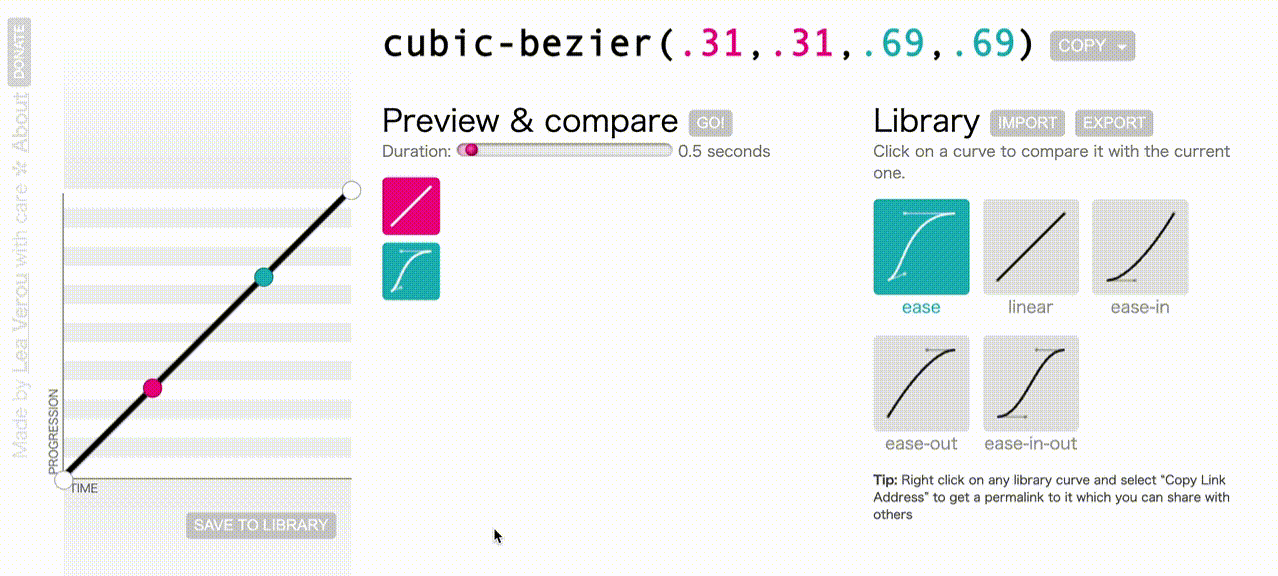 cubic-bezier(.31,.31,.69,.69) COPY
Preview & compare GO!
Duration: 0.5 seconds
Library IMPORT EXPORT
Click on a curve to compare it with the current
one.
ease linear ease-in
ease-out ease-in-out
Tip: Right click on any library curve and select "Copy Link
Address" to get a permalink to it which you can share with
others
PROGRESSION
TIME
SAVE TO LIBRARY
Made by Lea Verou with care ✿ About DONATE